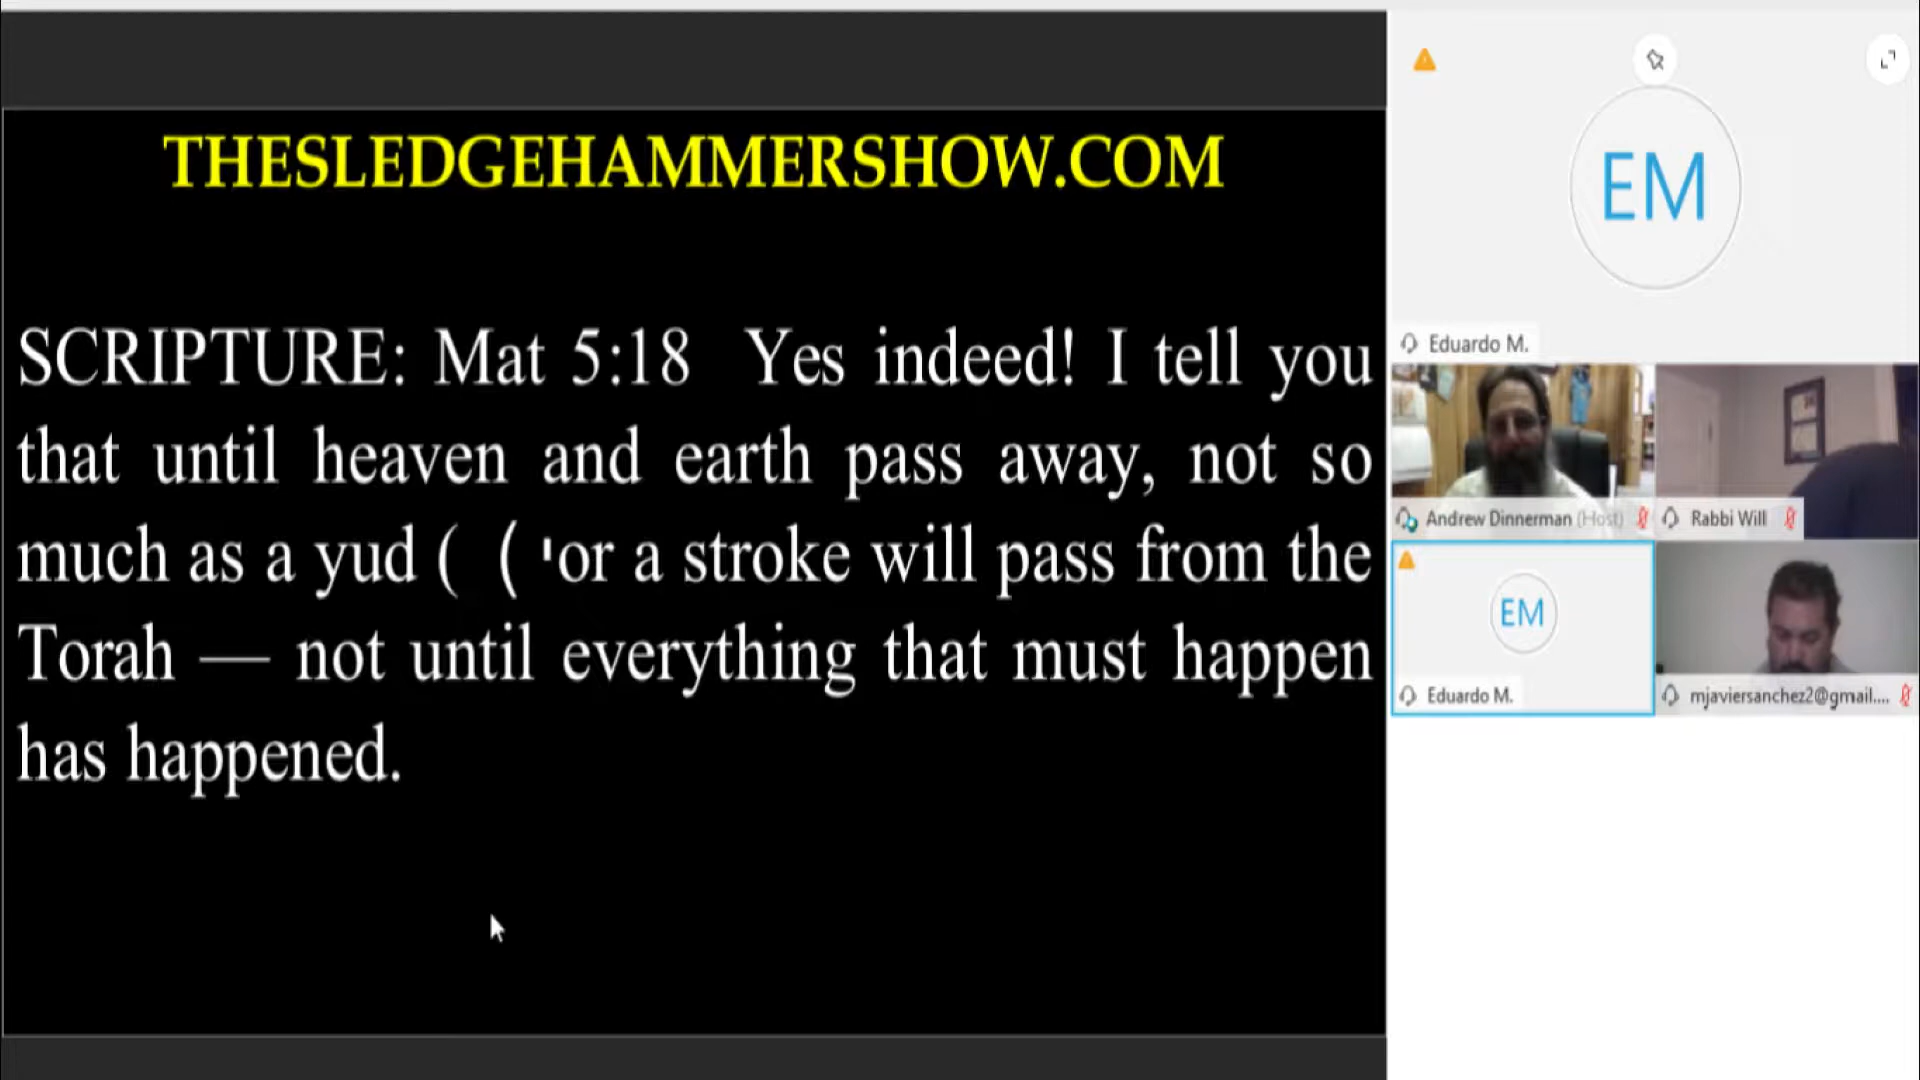 THESLEDGEHAMMERSHOW.COM
SCRIPTURE: Mat 5:18 Yes indeed! I tell you
that until heaven and earth pass away, not so
much as a yud ( ( 'or a stroke will pass from the
Torah — not until everything that must happen
has happened.
EM
Eduardo M.
Andrew Dinnerman (Host)
Rabbi Will
EM
Eduardo M.
mjaviersanchez2@gmail....